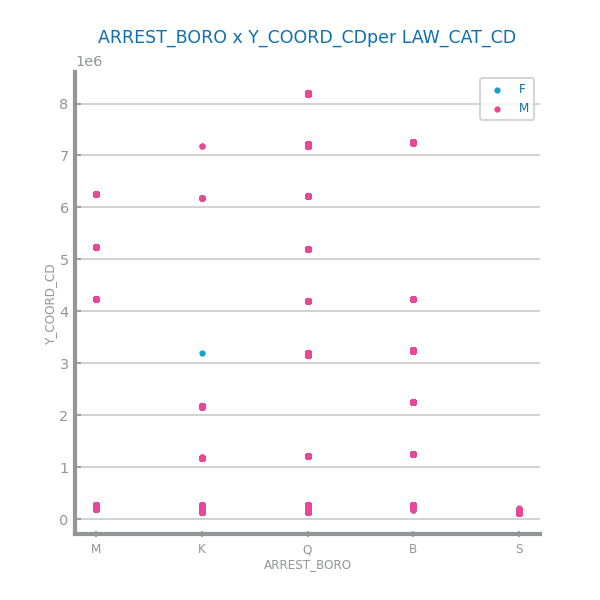 ARREST_BORO x Y_COORD_CDper LAW_CAT_CD
1e6
F
M
8
7
6
5
4
3
2
1
0
Y_COORD_CD
M K Q B S
ARREST_BORO